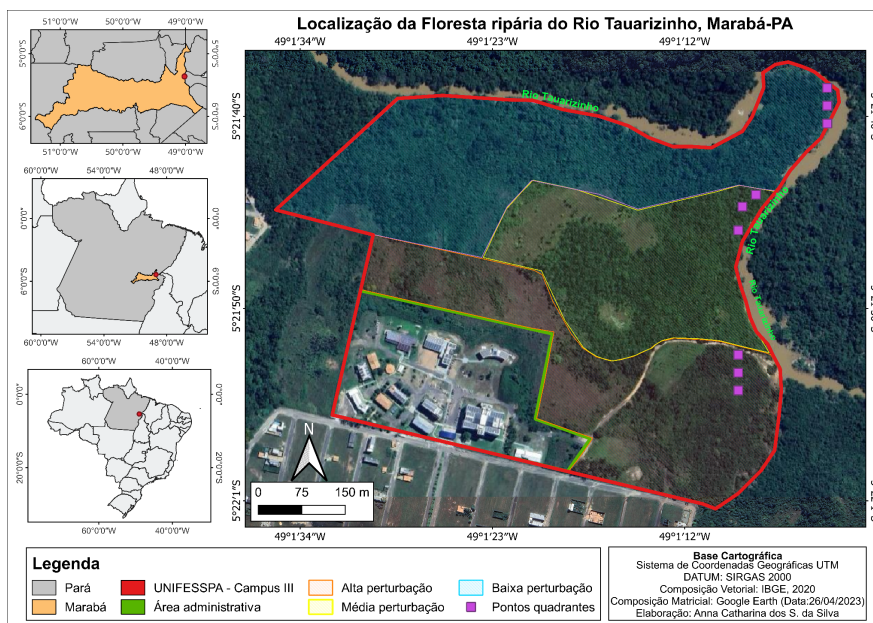 Localização da Floresta ripária do Rio Tauarizinho, Marabá-PA
51°0'0"W 50°0'0"W 49°0'0"W
5°0'0"S 5°0'0"S
6°0'0"S 6°0'0"S
51°0'0"W 50°0'0"W 49°0'0"W
60°0'0"W 54°0'0"W 48°0'0"W
0°0'0" 0°0'0"
6°0'0"S 6°0'0"S
60°0'0"W 54°0'0"W 48°0'0"W
60°0'0"W 40°0'0"W
0°0'0" 0°0'0"
20°0'0"S 20°0'0"S
60°0'0"W 40°0'0"W
49°1'34"W 49°1'23"W 49°1'12"W
5°21'40"S
5°21'50"S
5°22'1"S
Rio Tauarizinho
Rio Tauarizinho
N
0 75 150 m
49°1'34"W 49°1'23"W 49°1'12"W
Legenda
Pará
Marabá
UNIFESSPA - Campus III
Área administrativa
Alta perturbação
Média perturbação
Baixa perturbação
Pontos quadrantes
Base Cartográfica
Sistema de Coordenadas Geográficas UTM
DATUM: SIRGAS 2000
Composição Vetorial: IBGE, 2020
Composição Matricial: Google Earth (Data:26/04/2023)
Elaboração: Anna Catharina dos S. da Silva